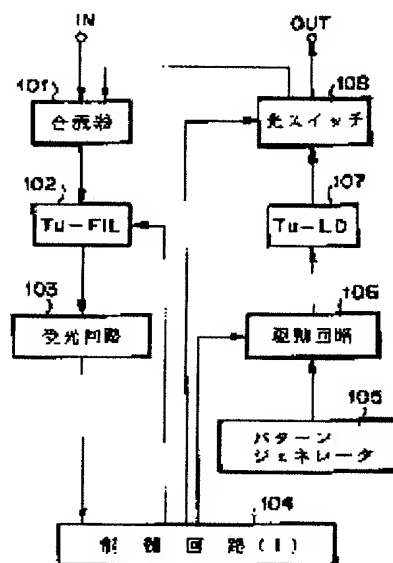 IN
OUT
101
合波器
108
光スイッチ
102
Tu-FIL
107
Tu-LD
103
受光回路
106
駆動回路
105
パターン
ジェネレータ
104
制御回路(1)